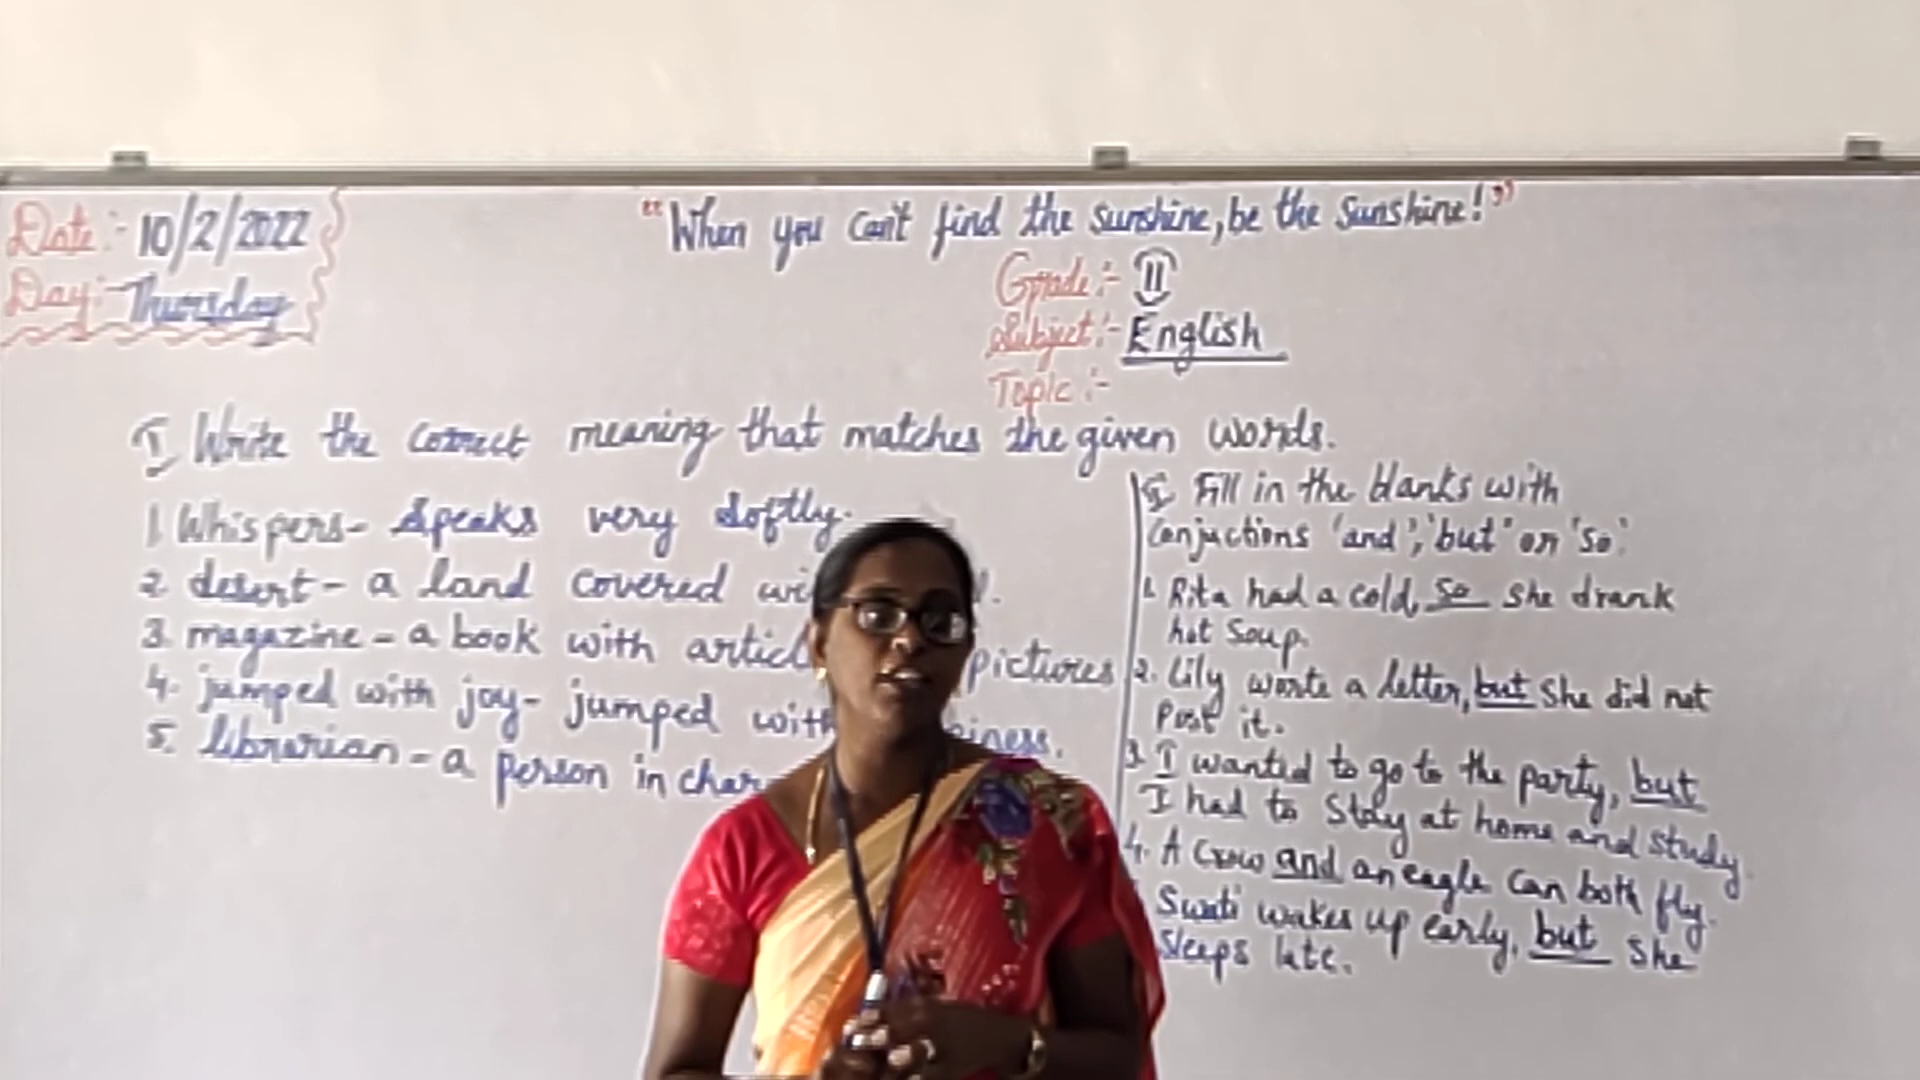 Date:- 10/2/2022
Day:- Thursday
"When you can't find the sunshine, be the sunshine!"
Grade:- II
Subject:- English
Topic:-
I Write the correct meaning that matches the given words.
1 Whispers- Speaks very softly.
2. desert- a land covered
3. magazine - a book with pictures
4. jumped with joy- jumped with
5. librarian - a person in
II Fill in the blanks with
Conjuctions 'and', 'but' or 'so'.
1. Rita had a cold, so she drank
hot Soup.
2. Lily worte a letter, but she did not
Post it.
3. I wanted to go to the party, but
I had to stay at home and study.
4. A Crow and an eagle can both fly.
Swati wakes up early, but she
sleeps late.